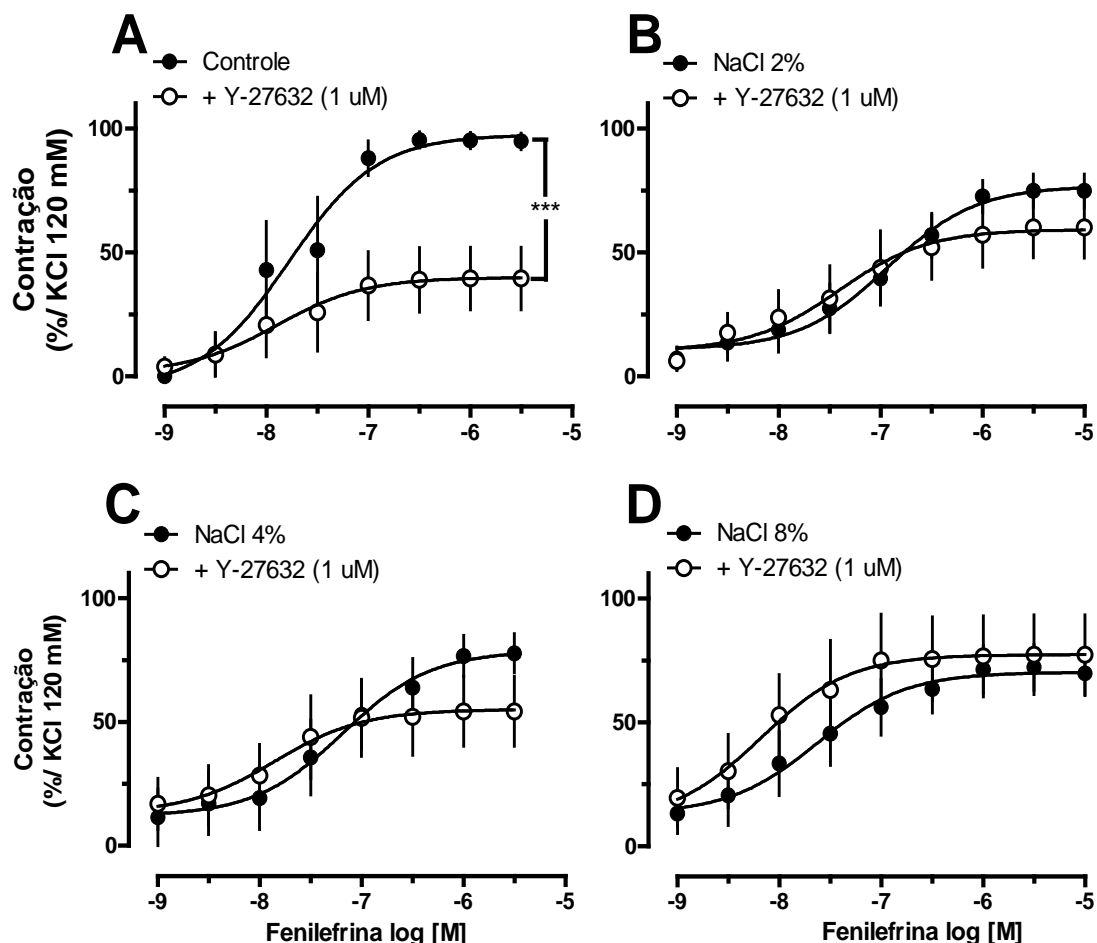 A
Controle
+ Y-27632 (1 uM)
Contração
(%/ KCl 120 mM)
100
50
0
***
-9 -8 -7 -6 -5
B
NaCl 2%
+ Y-27632 (1 uM)
100
50
0
-9 -8 -7 -6 -5
C
NaCl 4%
+ Y-27632 (1 uM)
Contração
(%/ KCl 120 mM)
100
50
0
-9 -8 -7 -6 -5
Fenilefrina log [M]
D
NaCl 8%
+ Y-27632 (1 uM)
100
50
0
-9 -8 -7 -6 -5
Fenilefrina log [M]